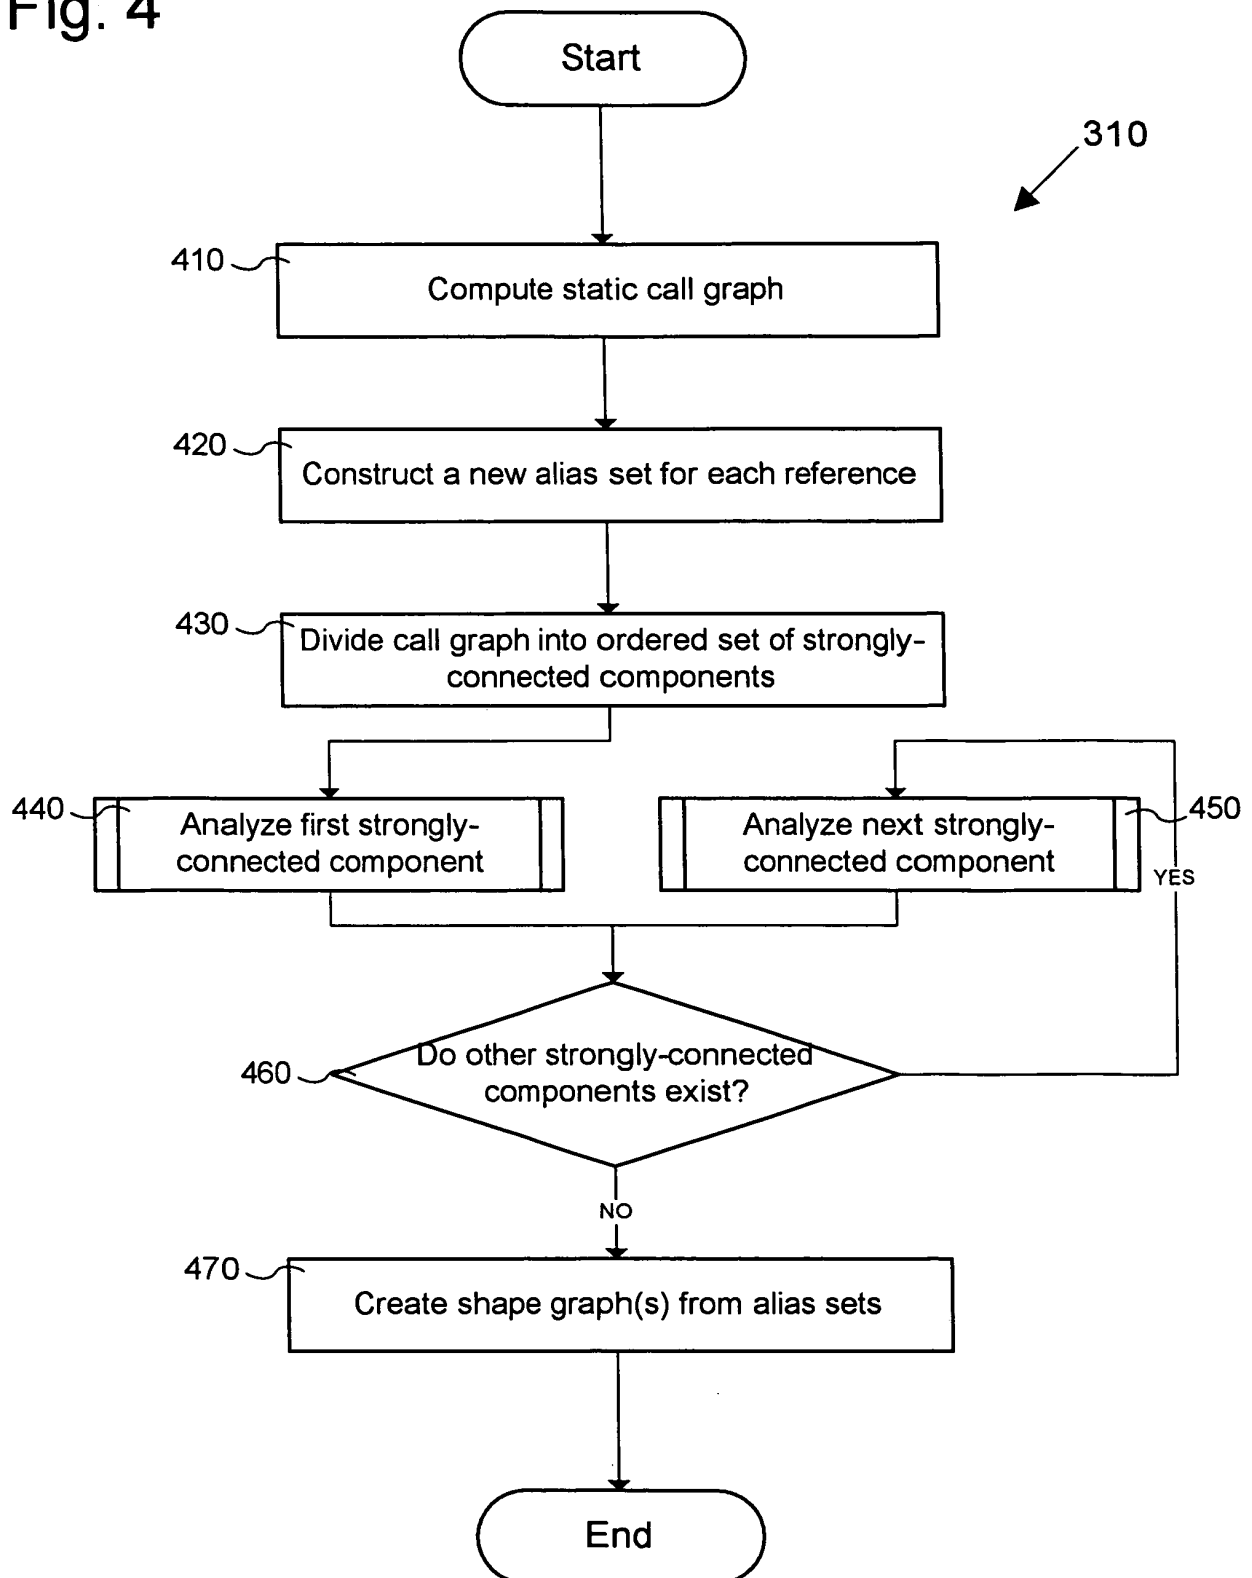 Fig. 4
Start
310
410
Compute static call graph
420
Construct a new alias set for each reference
430
Divide call graph into ordered set of strongly-
connected components
440
Analyze first strongly-
connected component
Analyze next strongly-
connected component
450
YES
460
Do other strongly-connected
components exist?
NO
470
Create shape graph(s) from alias sets
End